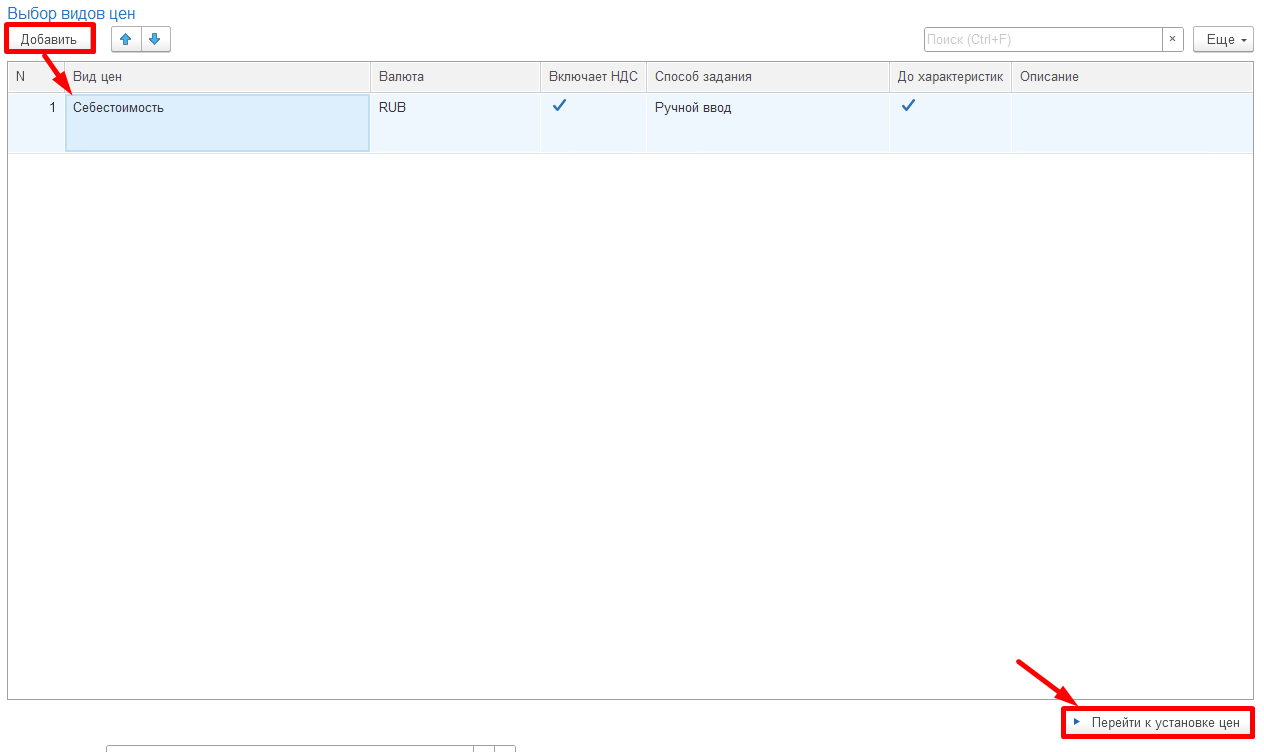 Выбор видов цен
Добавить Поиск (Ctrl+F) × Еще
N Вид цен Валюта Включает НДС Способ задания До характеристик Описание
1 Себестоимость RUB Ручной ввод
Перейти к установке цен